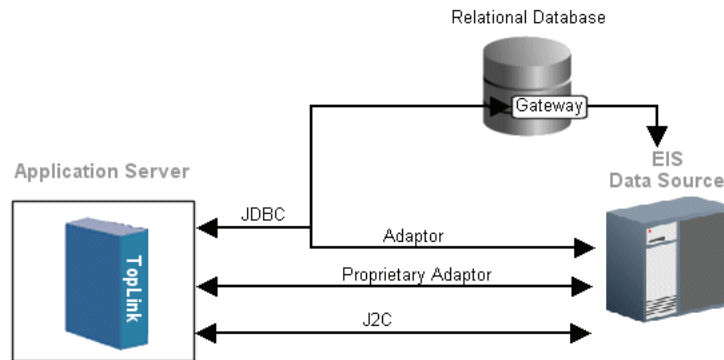 Relational Database
Gateway
Application Server
EIS
Data Source
JDBC
Adaptor
TopLink
Proprietary Adaptor
J2C